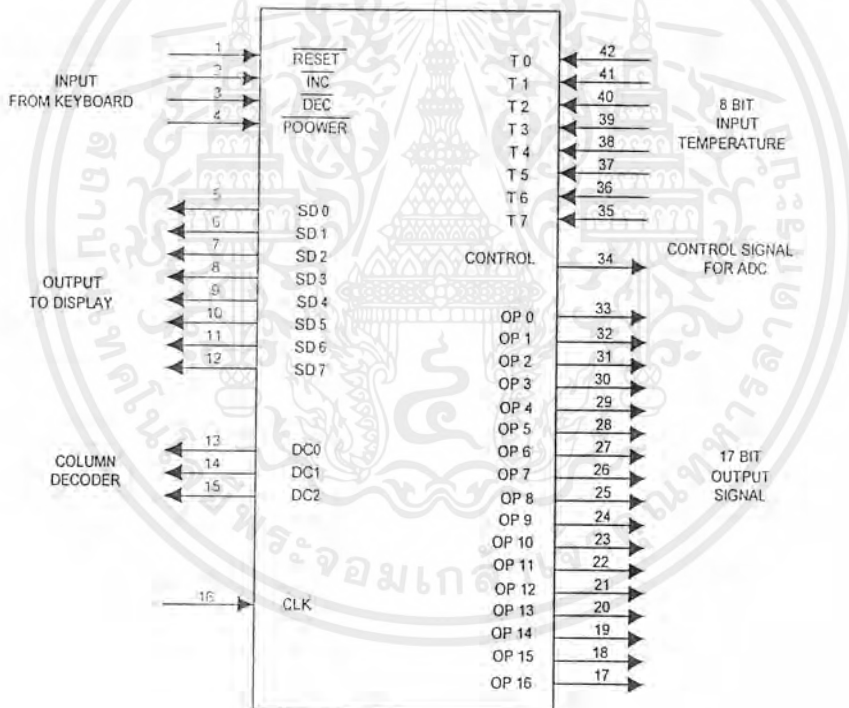 1
RESET
2
INC
3
DEC
4
POOWER
INPUT
FROM KEYBOARD
5
SD 0
6
SD 1
7
SD 2
8
SD 3
9
SD 4
10
SD 5
11
SD 6
12
SD 7
OUTPUT
TO DISPLAY
13
DC0
14
DC1
15
DC2
COLUMN
DECODER
16
CLK
T 0
42
T 1
41
T 2
40
T 3
39
T 4
38
T 5
37
T 6
36
T 7
35
8 BIT
INPUT
TEMPERATURE
CONTROL
34
CONTROL SIGNAL
FOR ADC
OP 0
33
OP 1
32
OP 2
31
OP 3
30
OP 4
29
OP 5
28
OP 6
27
OP 7
26
OP 8
25
OP 9
24
OP 10
23
OP 11
22
OP 12
21
OP 13
20
OP 14
19
OP 15
18
OP 16
17
17 BIT
OUTPUT
SIGNAL